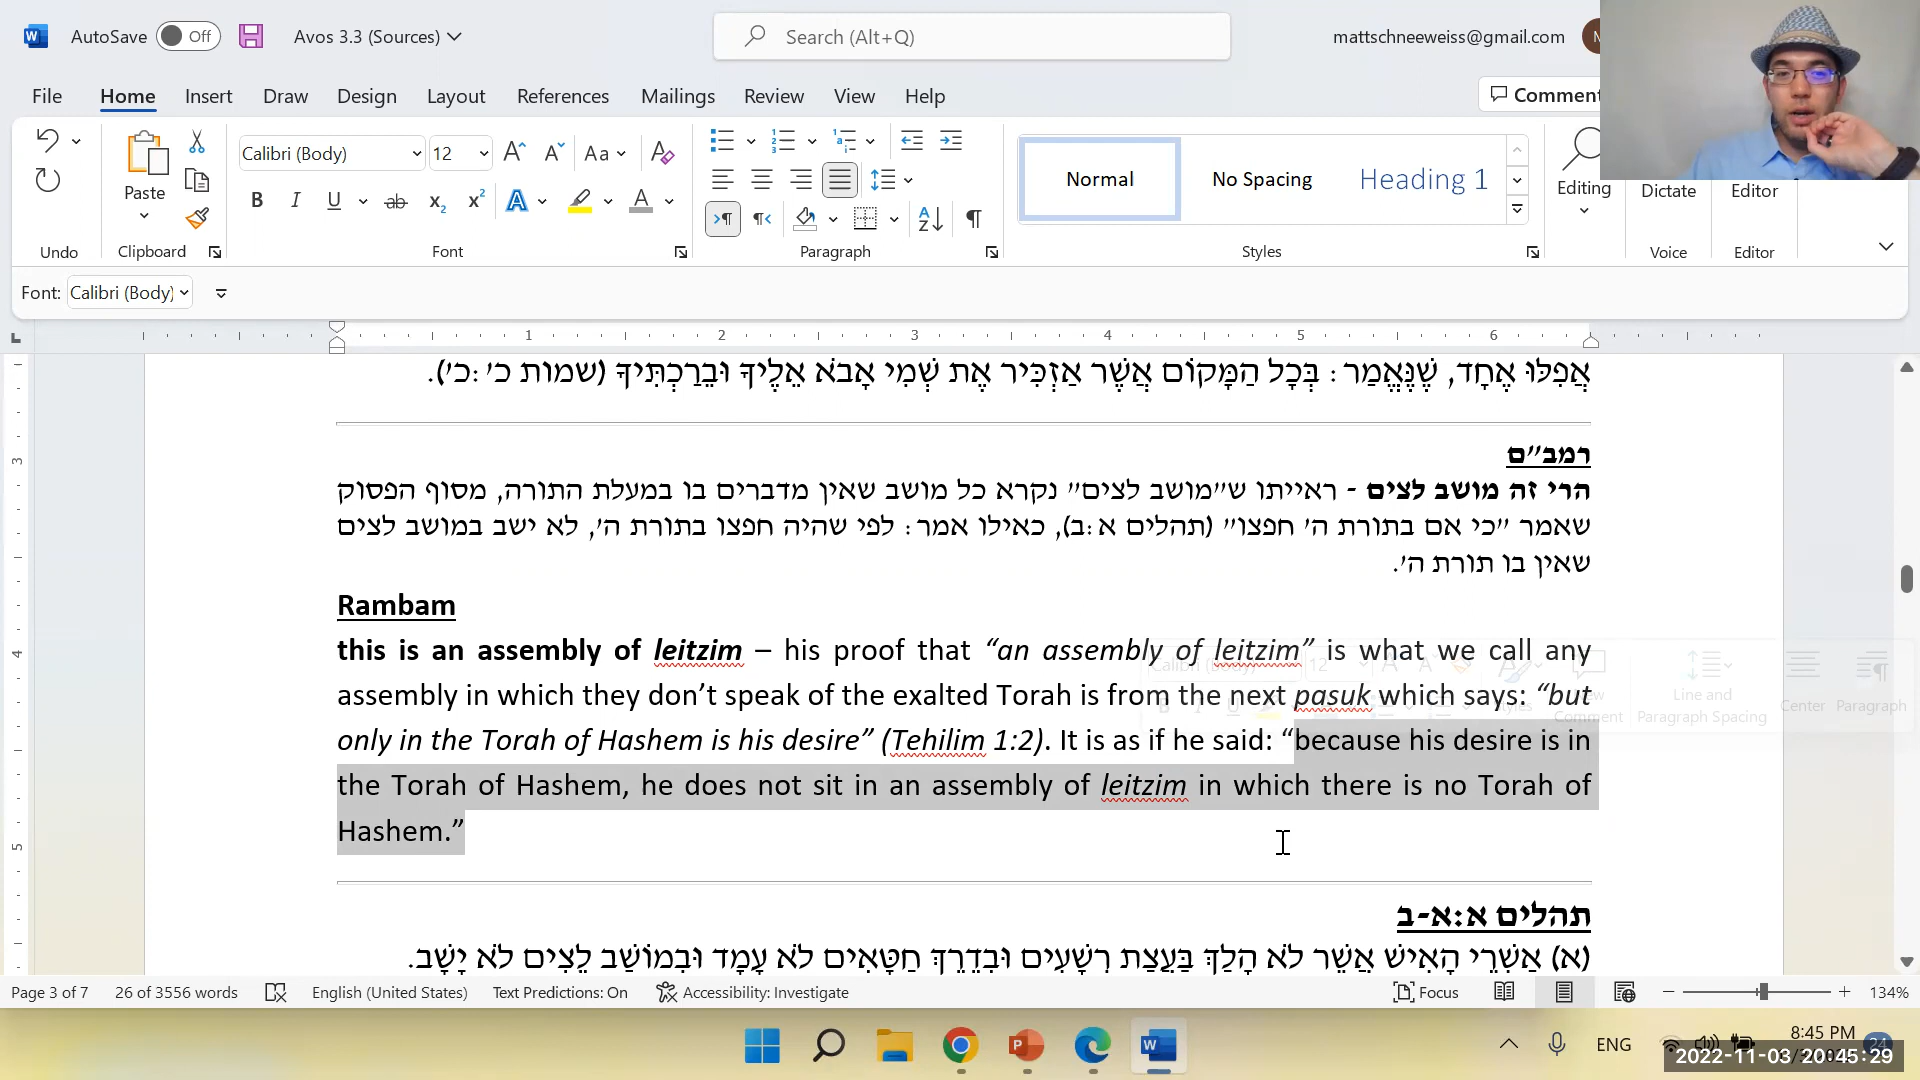 AutoSave Off Avos 3.3 (Sources) Search (Alt+Q) mattschneeweiss@gmail.com
File Home Insert Draw Design Layout References Mailings Review View Help
Calibri (Body) 12 Aa
Paste
Normal No Spacing Heading 1 Editing Dictate Editor
Undo Clipboard Font Paragraph Styles Voice Editor
Font: Calibri (Body)
1 2 3 4 5 6
אֲפִלּוּ אֶחָד, שֶׁנֶּאֱמַר: בְּכָל הַמָּקוֹם אֲשֶׁר אַזְכִּיר אֶת שְׁמִי אָבֹא אֵלֶיךָ וּבֵרַכְתִּיךָ (שמות כ׳:כ׳).
רמב״ם
הרי זה מושב לצים - ראייתו ש״מושב לצים״ נקרא כל מושב שאין מדברים בו במעלת התורה, מסוף הפסוק
שאמר ״כי אם בתורת ה׳ חפצו״ (תהלים א:ב), כאילו אמר: לפי שהיה חפצו בתורת ה׳, לא ישב במושב לצים
שאין בו תורת ה׳.
Rambam
this is an assembly of leitzim – his proof that “an assembly of leitzim” is what we call any
assembly in which they don’t speak of the exalted Torah is from the next pasuk which says: “but
only in the Torah of Hashem is his desire” (Tehilim 1:2). It is as if he said: “because his desire is in
the Torah of Hashem, he does not sit in an assembly of leitzim in which there is no Torah of
Hashem.”
תהלים א:א-ב
(א) אַשְׁרֵי הָאִישׁ אֲשֶׁר לֹא הָלַךְ בַּעֲצַת רְשָׁעִים וּבְדֶרֶךְ חַטָּאִים לֹא עָמָד וּבְמוֹשַׁב לֵצִים לֹא יָשָׁב.
Page 3 of 7 26 of 3556 words English (United States) Text Predictions: On Accessibility: Investigate Focus 134%
ENG 8:45 PM
2022-11-03 20:45:29